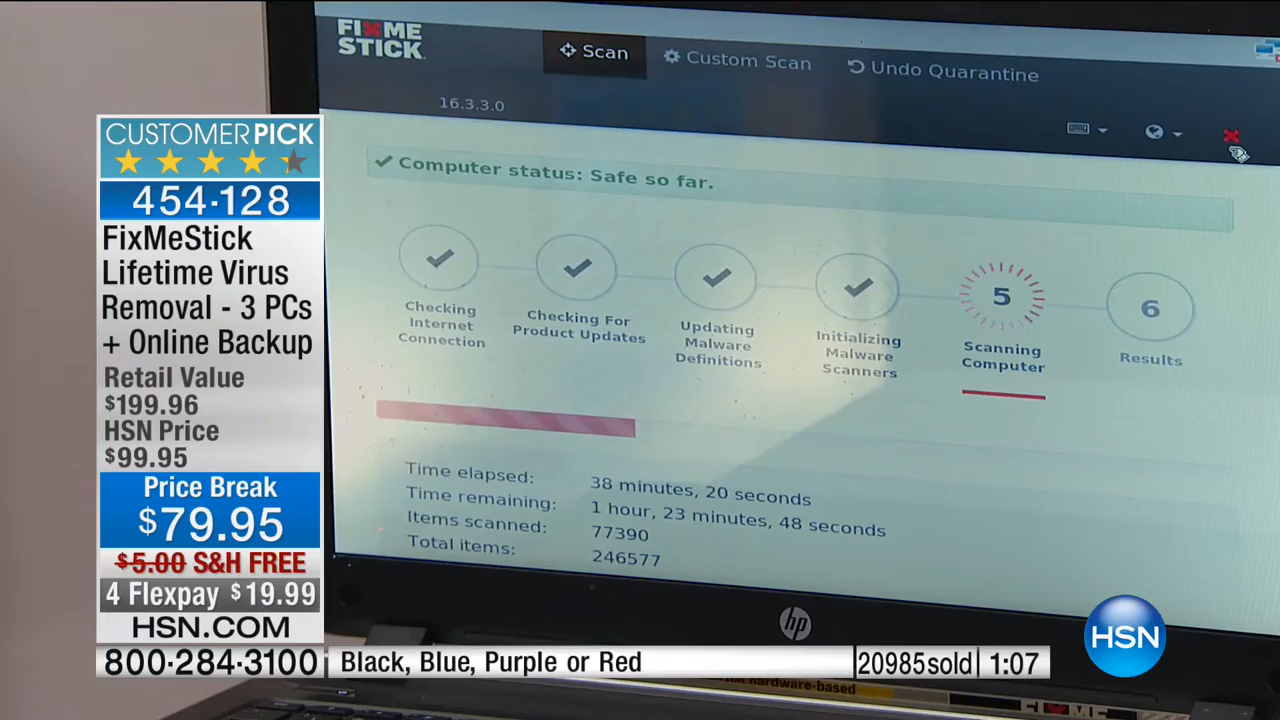 FIXME
STICK
Scan
Custom Scan
Undo Quarantine
16.3.3.0
Computer status: Safe so far.
Checking
Internet
Connection
Checking For
Product Updates
Updating
Malware
Definitions
Initializing
Malware
Scanners
5
Scanning
Computer
6
Results
Time elapsed: 38 minutes, 20 seconds
Time remaining: 1 hour, 23 minutes, 48 seconds
Items scanned: 77390
Total items: 246577
hp
CUSTOMER PICK
454-128
FixMeStick
Lifetime Virus
Removal - 3 PCs
+ Online Backup
Retail Value
$199.96
HSN Price
$99.95
Price Break
$79.95
$5.00 S&H FREE
4 Flexpay $19.99
HSN.COM
800-284-3100
Black, Blue, Purple or Red
20985sold
1:07
HSN
hardware-based
FIXME